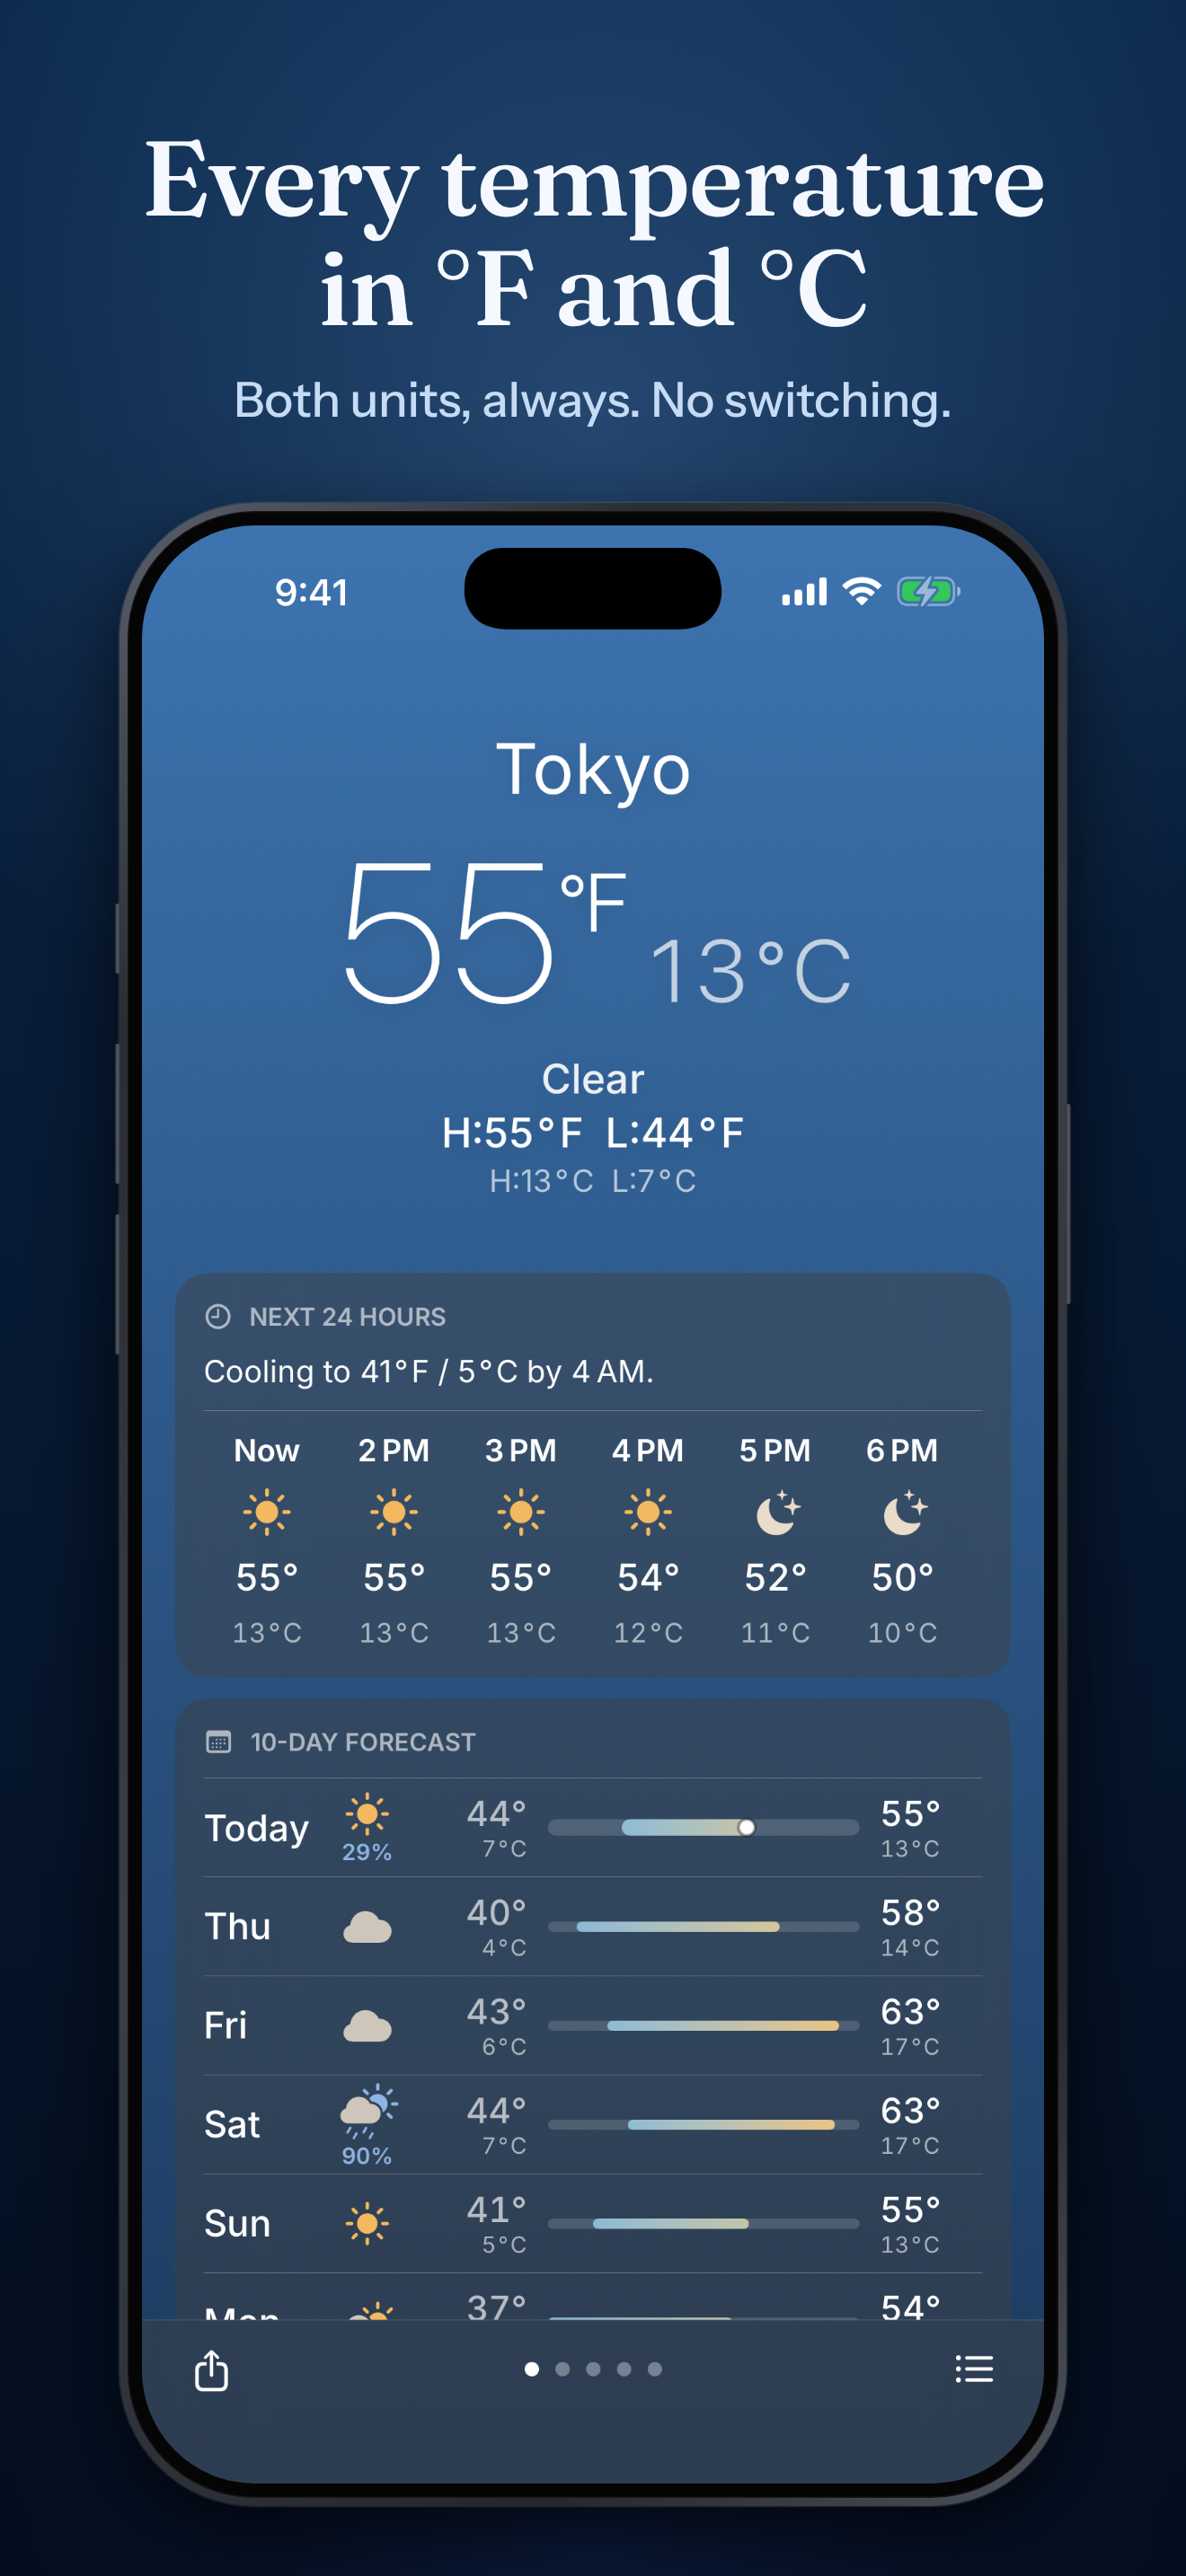 Every temperature
in °F and °C
Both units, always. No switching.
9:41
Tokyo
55°F 13°C
Clear
H:55°F L:44°F
H:13°C L:7°C
NEXT 24 HOURS
Cooling to 41°F / 5°C by 4 AM.
Now 2 PM 3 PM 4 PM 5 PM 6 PM
55° 55° 55° 54° 52° 50°
13°C 13°C 13°C 12°C 11°C 10°C
10-DAY FORECAST
Today 44° 55°
29% 7°C 13°C
Thu 40° 58°
4°C 14°C
Fri 43° 63°
6°C 17°C
Sat 44° 63°
90% 7°C 17°C
Sun 41° 55°
5°C 13°C
Mon 37° 54°